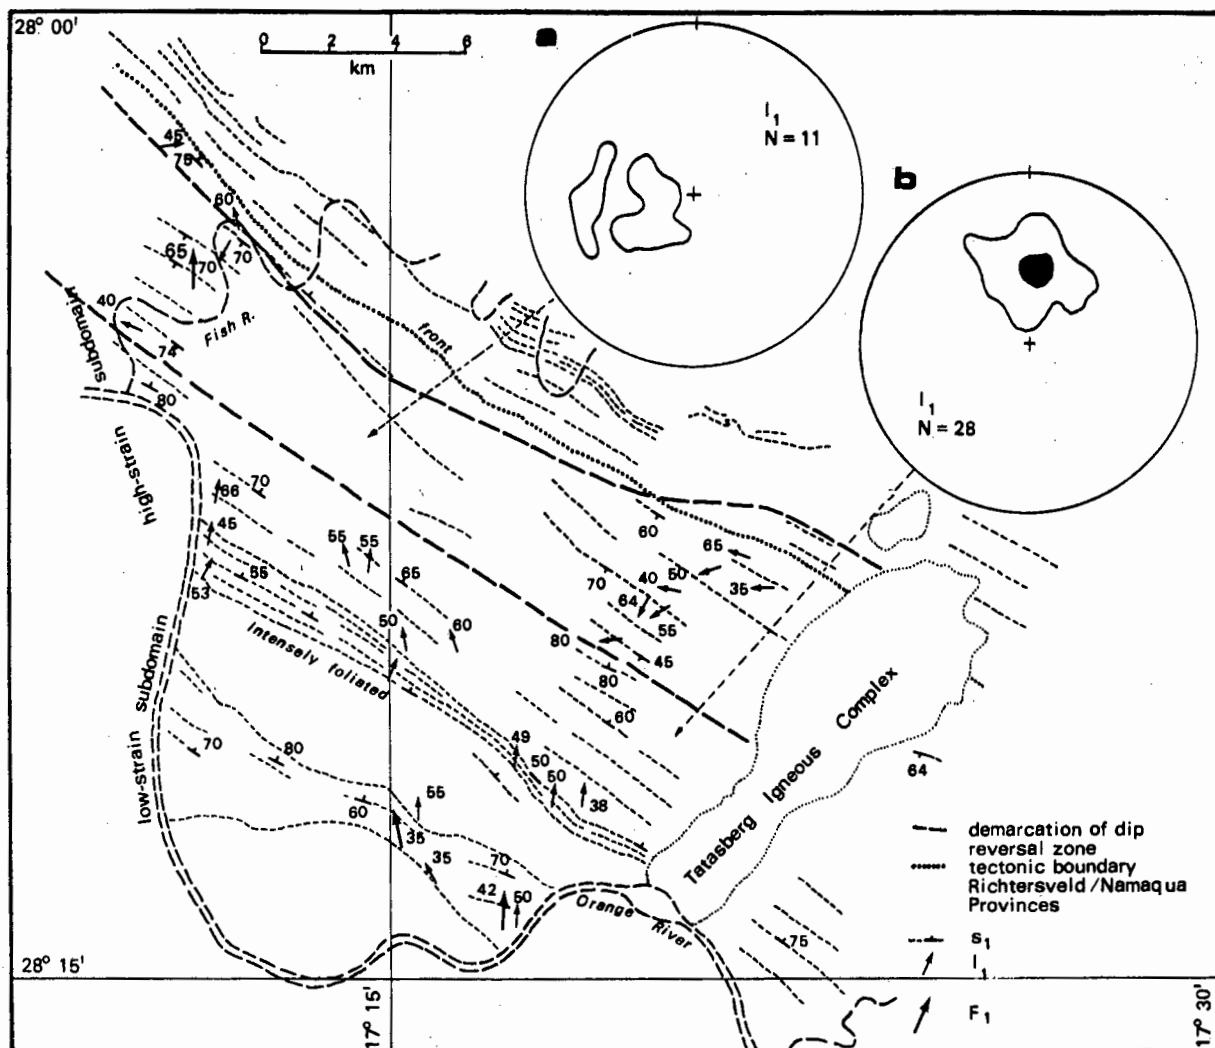 28° 00'
0 2 4 6
km
a
l₁
N = 11
b
l₁
N = 28
45
75
60
65
70
70
40
74
80
Fish R.
front
subdomain
high-strain
66
70
45
55
53
55
55
65
50
60
Intensely foliated
60
65
50
35
70
40
64
55
80
45
80
60
low-strain subdomain
70
80
49
50
50
38
55
60
35
35
70
42
50
Tatasberg Igneous Complex
64
Orange River
75
demarcation of dip
reversal zone
tectonic boundary
Richtersveld/Namaqua
Provinces
s₁
l₁
F₁
28° 15'
17° 15'
17° 30'